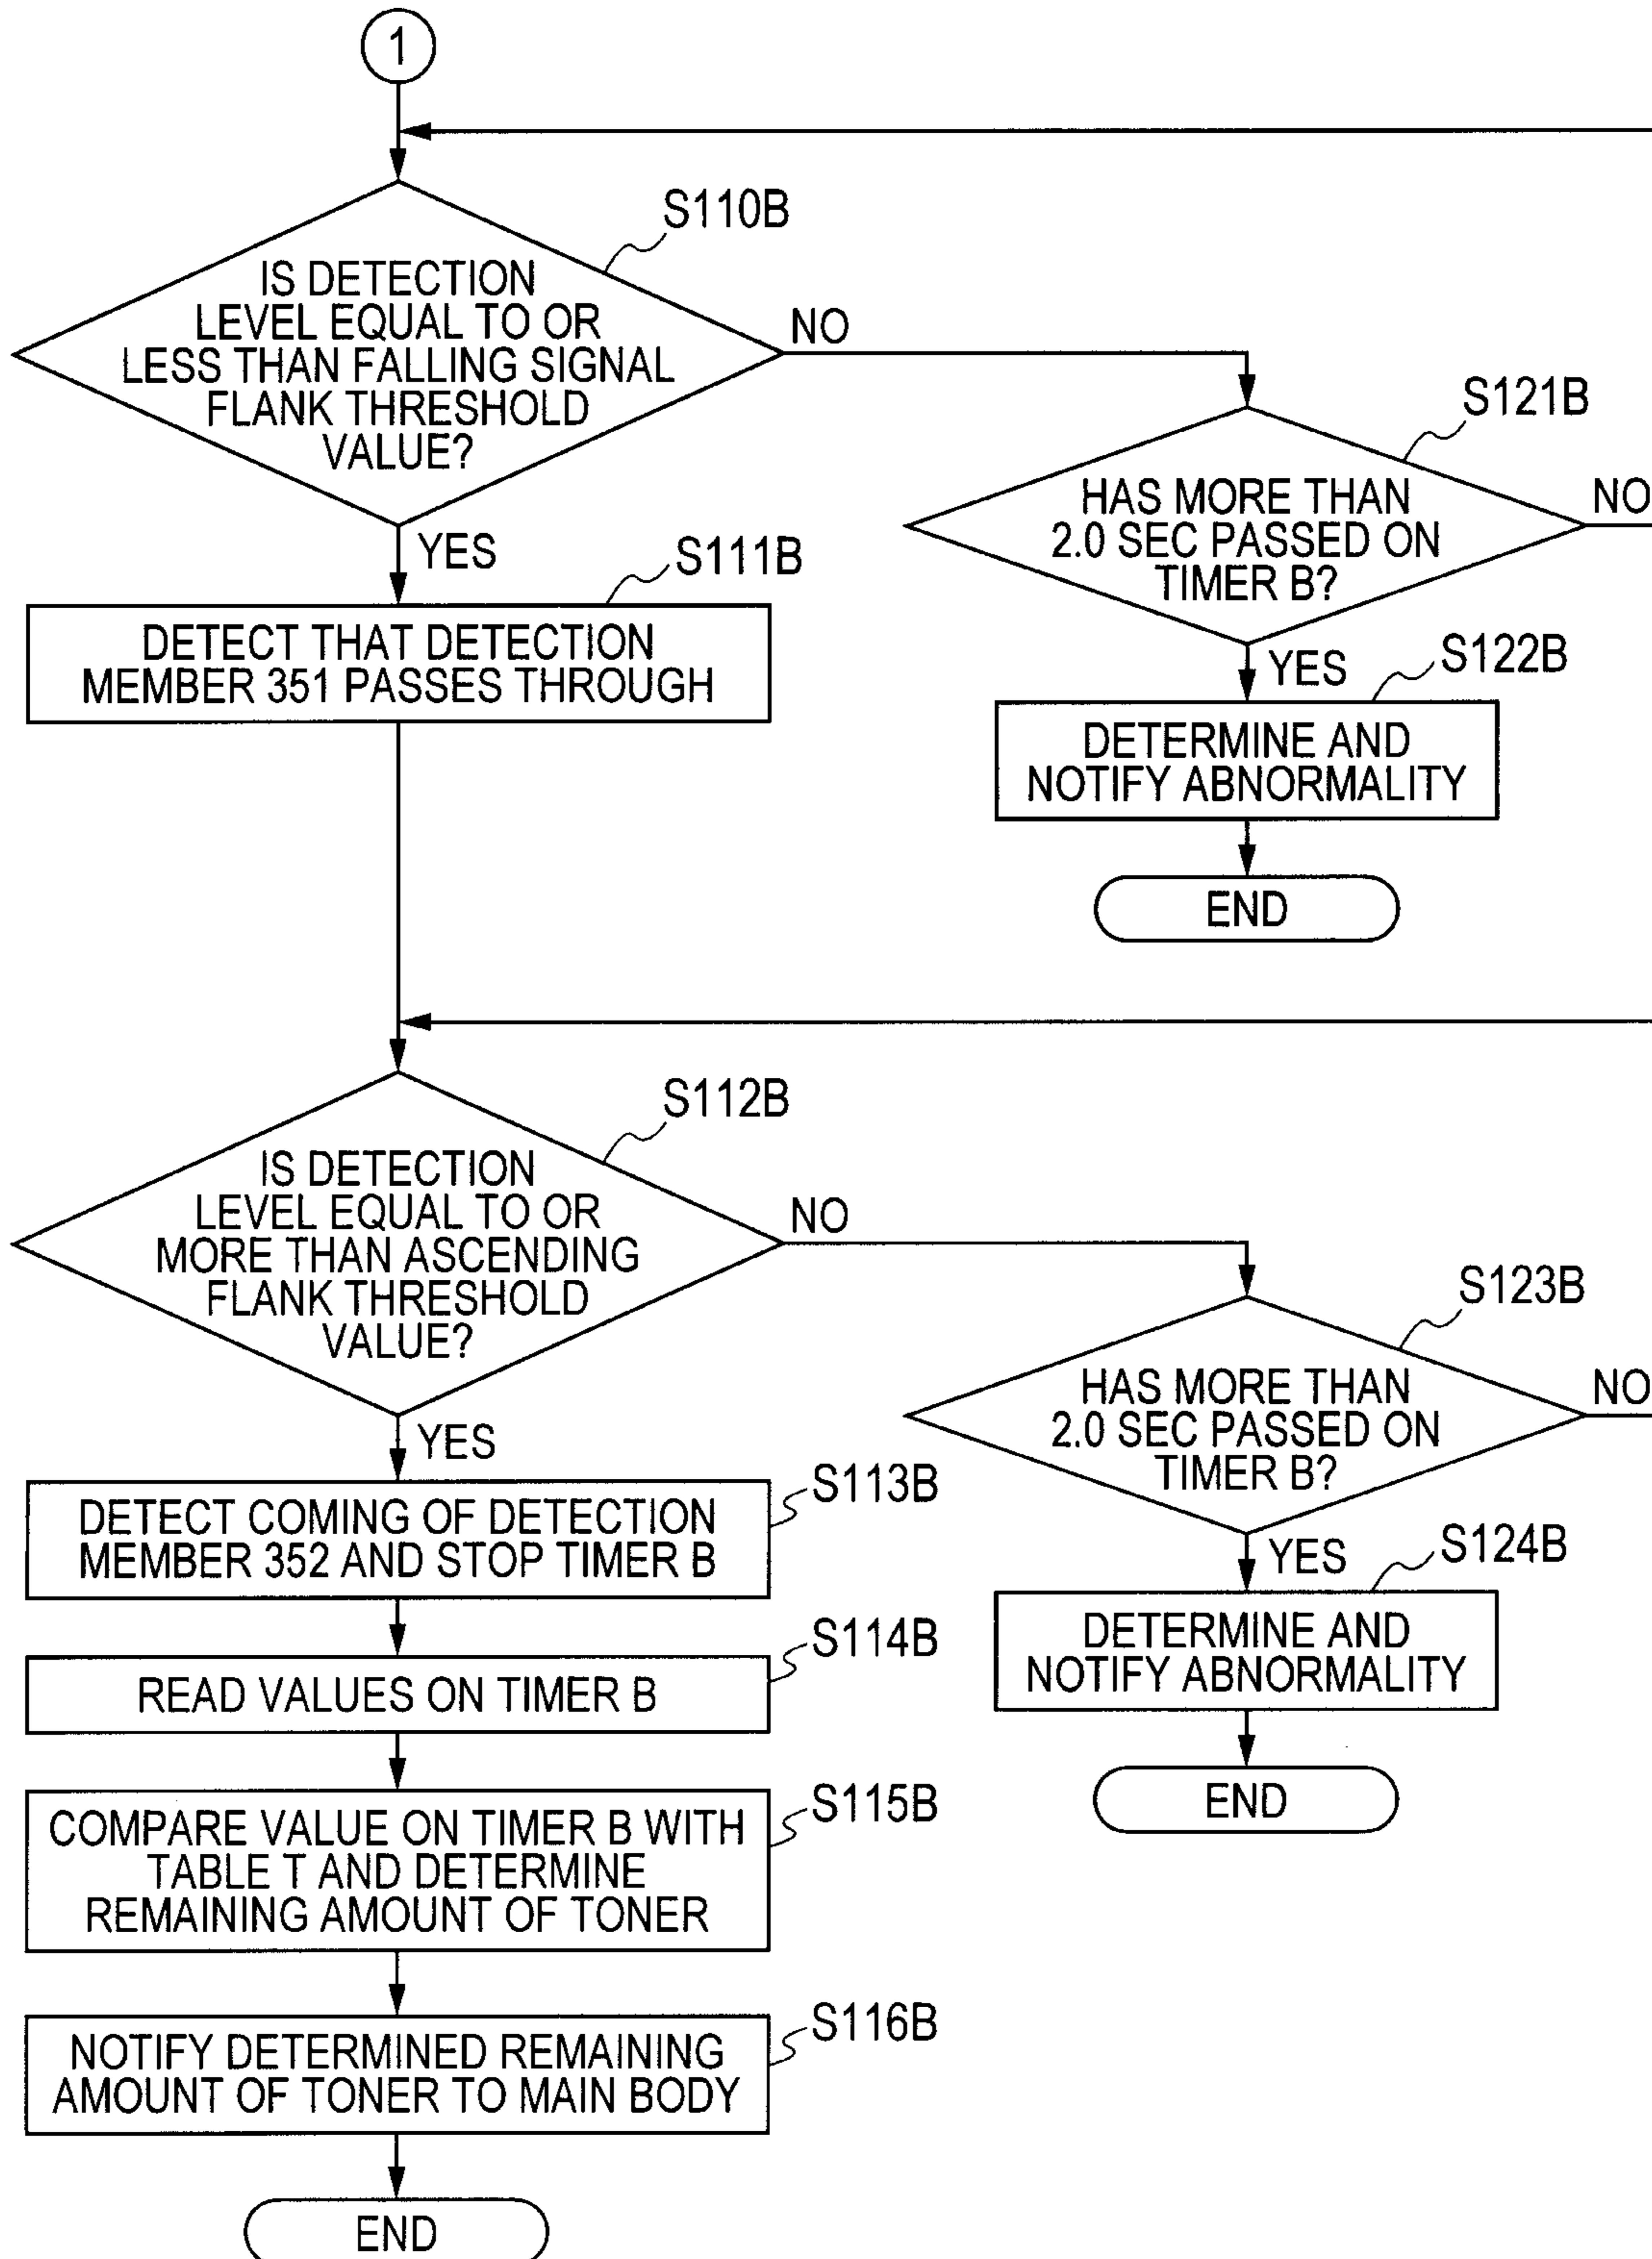 1
S110B
IS DETECTION
LEVEL EQUAL TO OR
LESS THAN FALLING SIGNAL
FLANK THRESHOLD
VALUE?
NO
YES
S121B
HAS MORE THAN
2.0 SEC PASSED ON
TIMER B?
NO
YES
S111B
DETECT THAT DETECTION
MEMBER 351 PASSES THROUGH
S122B
DETERMINE AND
NOTIFY ABNORMALITY
END
S112B
IS DETECTION
LEVEL EQUAL TO OR
MORE THAN ASCENDING
FLANK THRESHOLD
VALUE?
NO
YES
S123B
HAS MORE THAN
2.0 SEC PASSED ON
TIMER B?
NO
YES
S113B
DETECT COMING OF DETECTION
MEMBER 352 AND STOP TIMER B
S124B
DETERMINE AND
NOTIFY ABNORMALITY
END
S114B
READ VALUES ON TIMER B
S115B
COMPARE VALUE ON TIMER B WITH
TABLE T AND DETERMINE
REMAINING AMOUNT OF TONER
S116B
NOTIFY DETERMINED REMAINING
AMOUNT OF TONER TO MAIN BODY
END